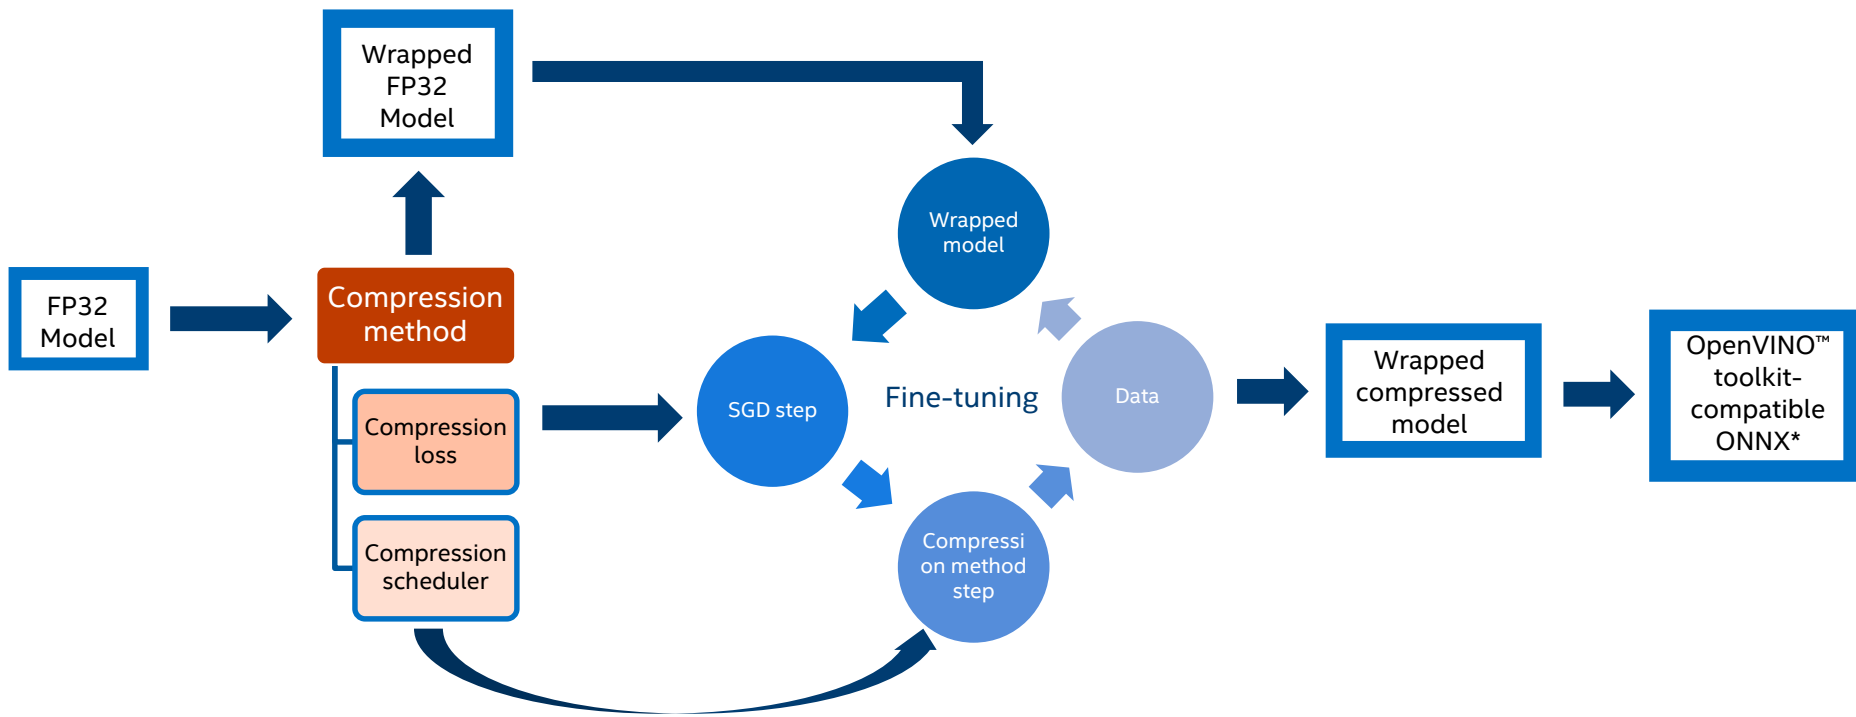 Wrapped
FP32
Model
FP32
Model
Compression
method
Compression
loss
Compression
scheduler
Wrapped
model
SGD step
Fine-tuning
Data
Compressi
on method
step
Wrapped
compressed
model
OpenVINO™
toolkit-
compatible
ONNX*